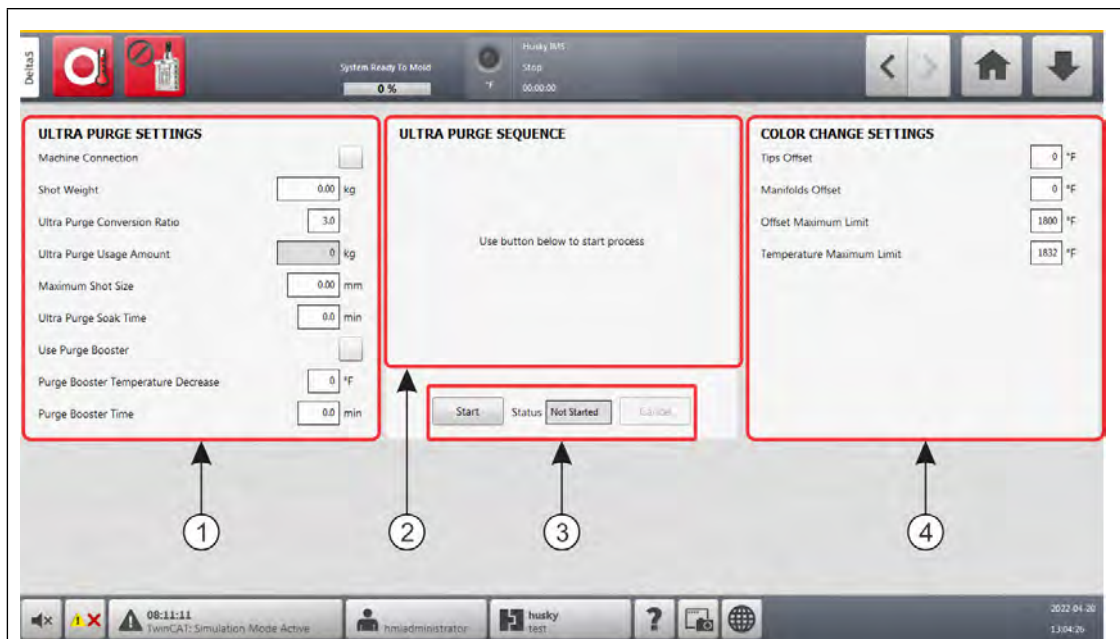 Delta5
System Ready To Mold
0 %
°F
Husky IMS
Stop
00:00:00
ULTRA PURGE SETTINGS
Machine Connection
Shot Weight 0.00 kg
Ultra Purge Conversion Ratio 3.0
Ultra Purge Usage Amount 0 kg
Maximum Shot Size 0.00 mm
Ultra Purge Soak Time 0.0 min
Use Purge Booster
Purge Booster Temperature Decrease 0 °F
Purge Booster Time 0.0 min
ULTRA PURGE SEQUENCE
Use button below to start process
Start Status Not Started Cancel
COLOR CHANGE SETTINGS
Tips Offset 0 °F
Manifolds Offset 0 °F
Offset Maximum Limit 1800 °F
Temperature Maximum Limit 1832 °F
1
2
3
4
08:11:11
TwinCAT: Simulation Mode Active
hmiadministrator
husky
test
?
2022-04-20
13:04:26